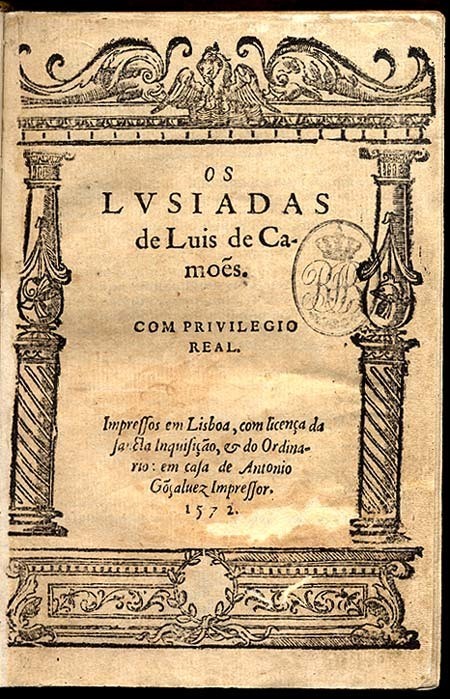 OS
LVSIADAS
de Luis de Ca-
moẽs.
COM PRIVILEGIO
REAL.
Impreſſos em Lisboa, com licença da
ſancta Inquiſição, & do Ordina-
rio: em caſa de Antonio
Gõçaluez Impreſſor.
1572.